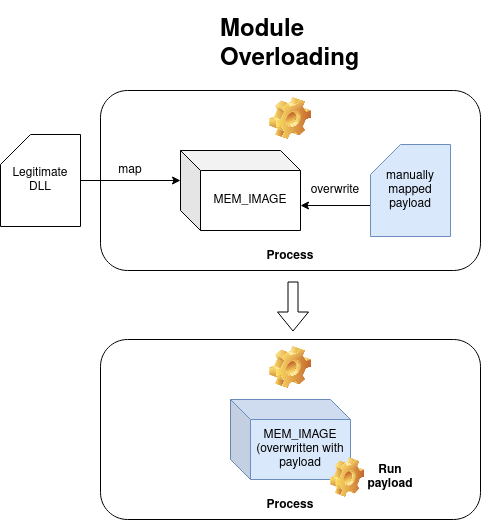 Module
Overloading
Legitimate
DLL
map
MEM_IMAGE
overwrite
manually
mapped
payload
Process
MEM_IMAGE
(overwritten with
payload
Run
payload
Process